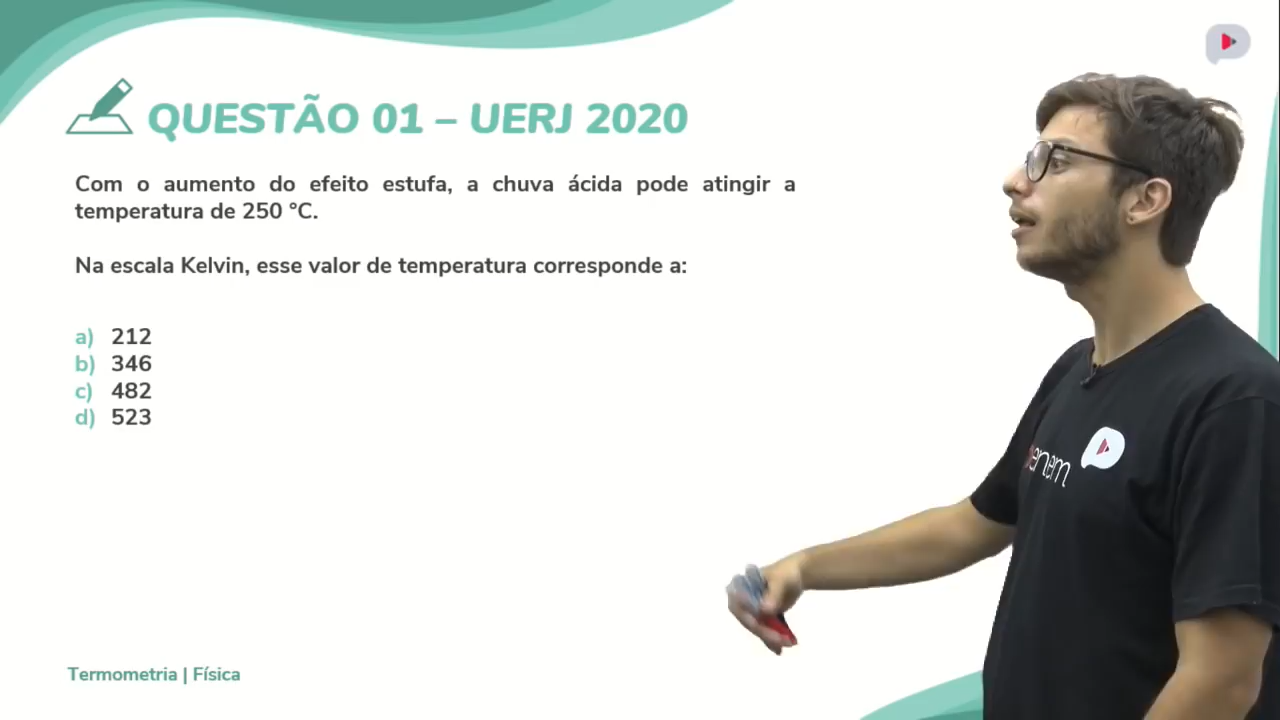 QUESTÃO 01 – UERJ 2020
Com o aumento do efeito estufa, a chuva ácida pode atingir a
temperatura de 250 °C.
Na escala Kelvin, esse valor de temperatura corresponde a:
a) 212
b) 346
c) 482
d) 523
enem
Termometria | Física